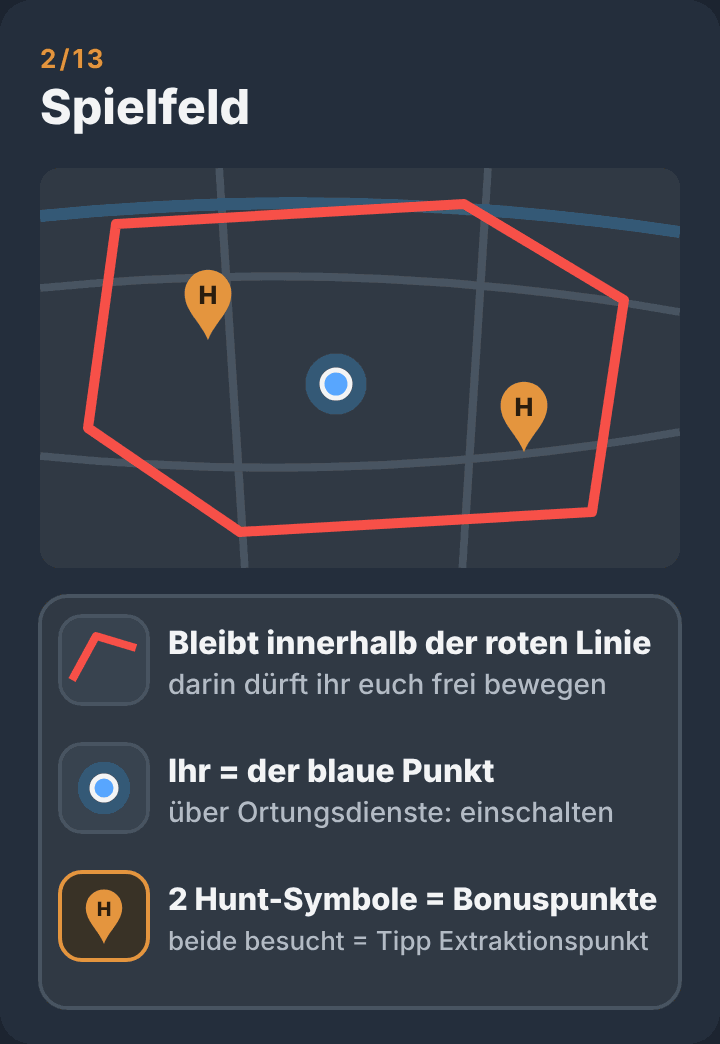 2/13
Spielfeld
H
H
Bleibt innerhalb der roten Linie
darin dürft ihr euch frei bewegen
Ihr = der blaue Punkt
über Ortungsdienste: einschalten
H
2 Hunt-Symbole = Bonuspunkte
beide besucht = Tipp Extraktionspunkt